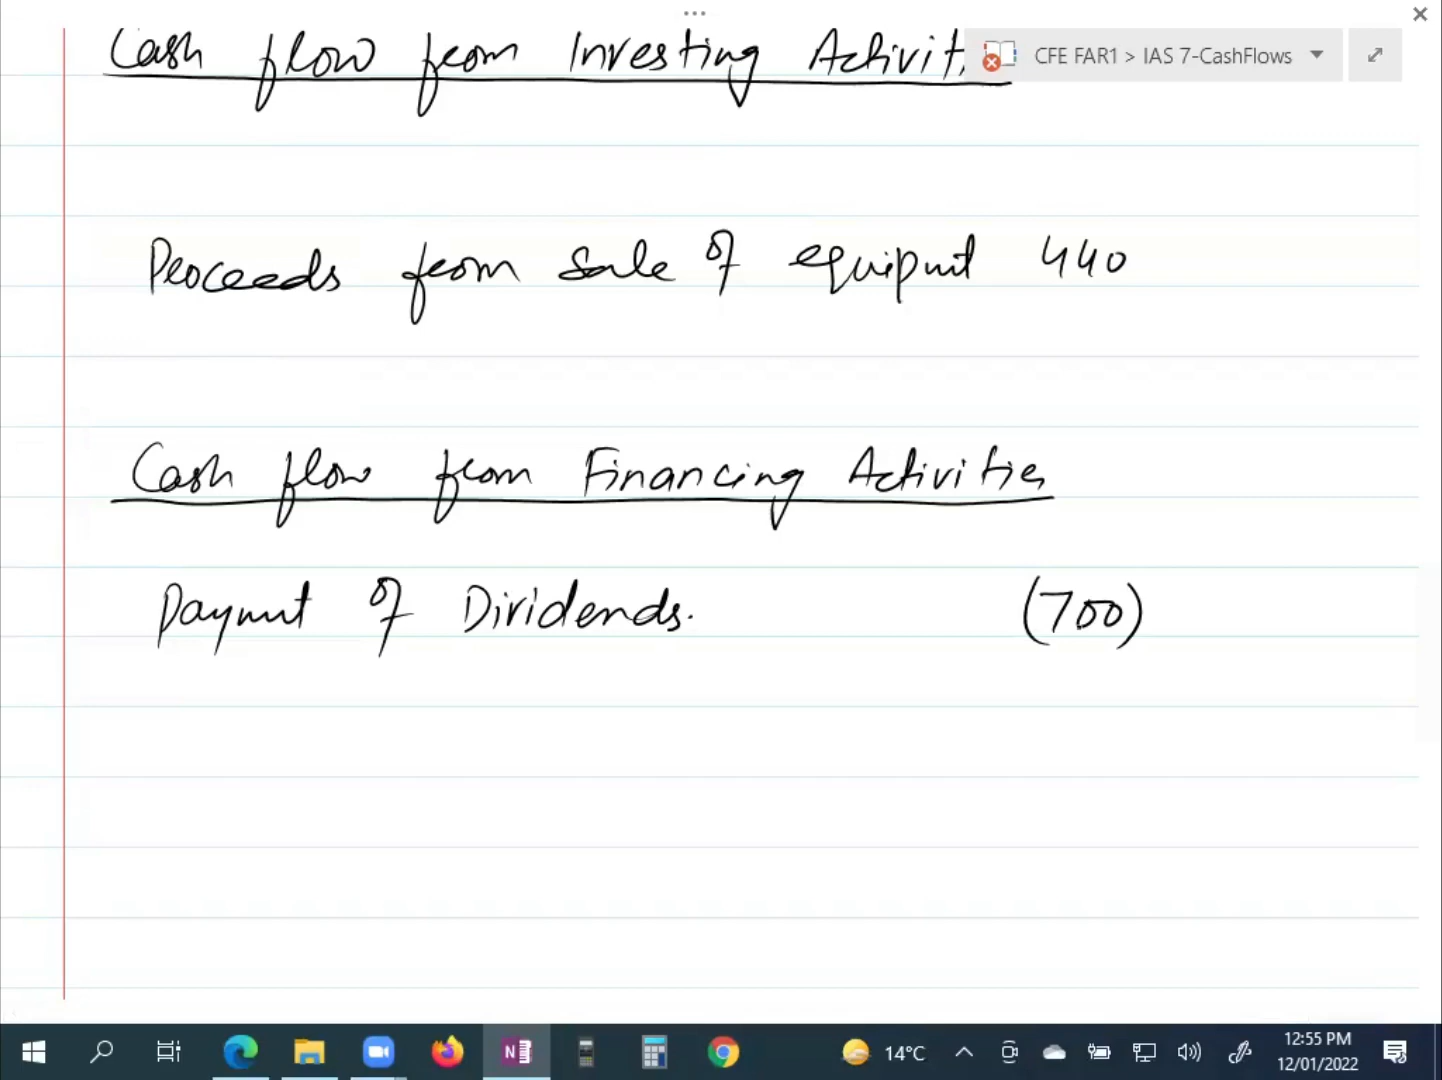 Cash flow from Investing Activit
CFE FAR1 > IAS 7-CashFlows
Proceeds from sale of equipmt 440
Cash flow from Financing Activities
Paymt of Dividends. (700)
14°C
12:55 PM
12/01/2022